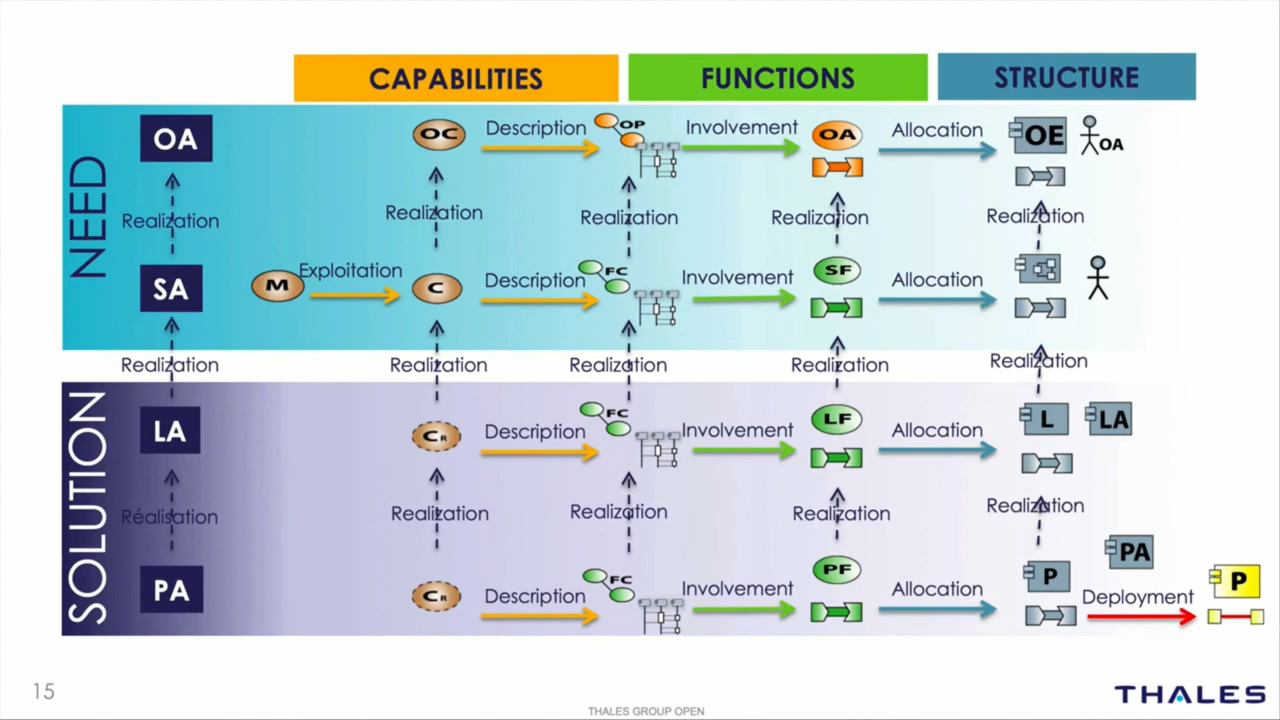 CAPABILITIES FUNCTIONS STRUCTURE
NEED
OA OC Description OP Involvement OA Allocation OE OA
Realization Realization Realization Realization Realization
SA M Exploitation C Description FC Involvement SF Allocation
Realization Realization Realization Realization Realization
SOLUTION
LA CR Description FC Involvement LF Allocation L LA
Réalisation Realization Realization Realization Realization
PA CR Description FC Involvement PF Allocation P PA Deployment P
15
THALES GROUP OPEN
THALES